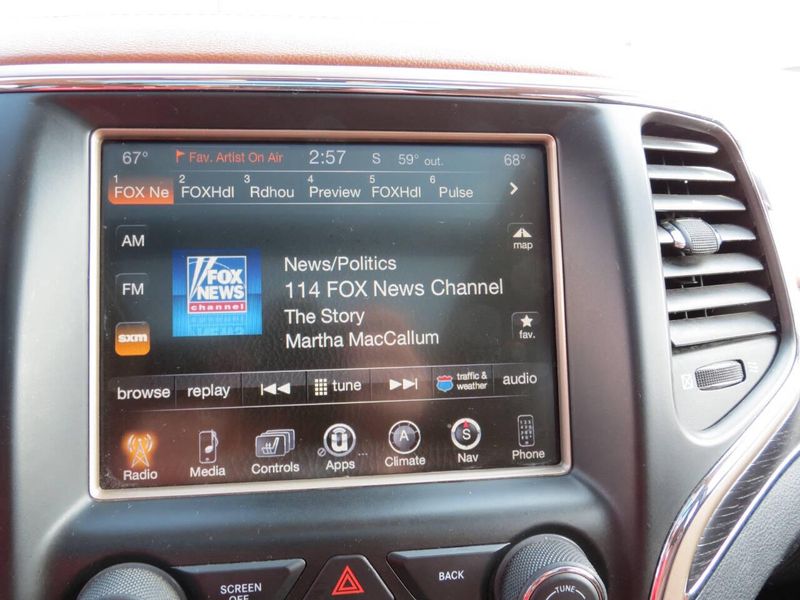 67° Fav. Artist On Air 2:57 S 59° out. 68°
1 2 3 4 5 6
FOX Ne FOXHdl Rdhou Preview FOXHdl Pulse >
AM
map
FM
FOX
NEWS
channel
News/Politics
114 FOX News Channel
The Story
Martha MacCallum
sxm
fav.
browse replay tune traffic & weather audio
Radio Media Controls Apps A Climate S Nav Phone
SCREEN
OFF
BACK
TUNE